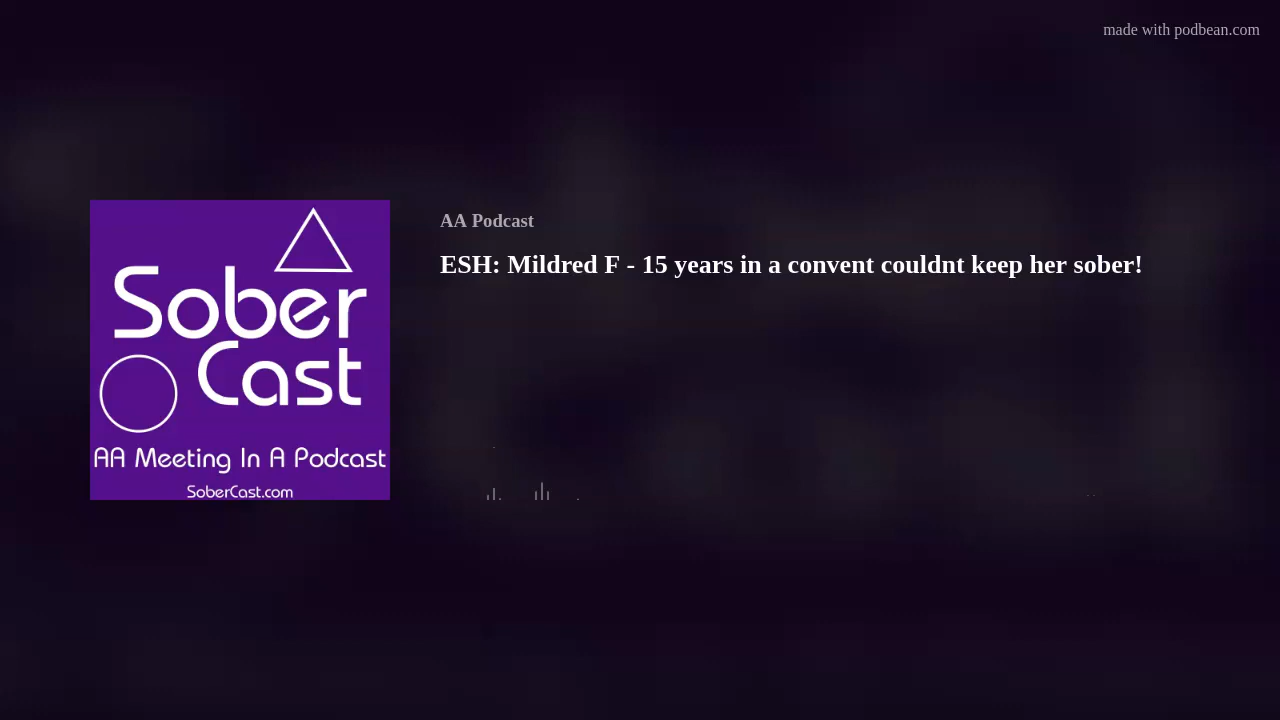 made with podbean.com
Sober
Cast
AA Meeting In A Podcast
SoberCast.com
AA Podcast
ESH: Mildred F - 15 years in a convent couldnt keep her sober!